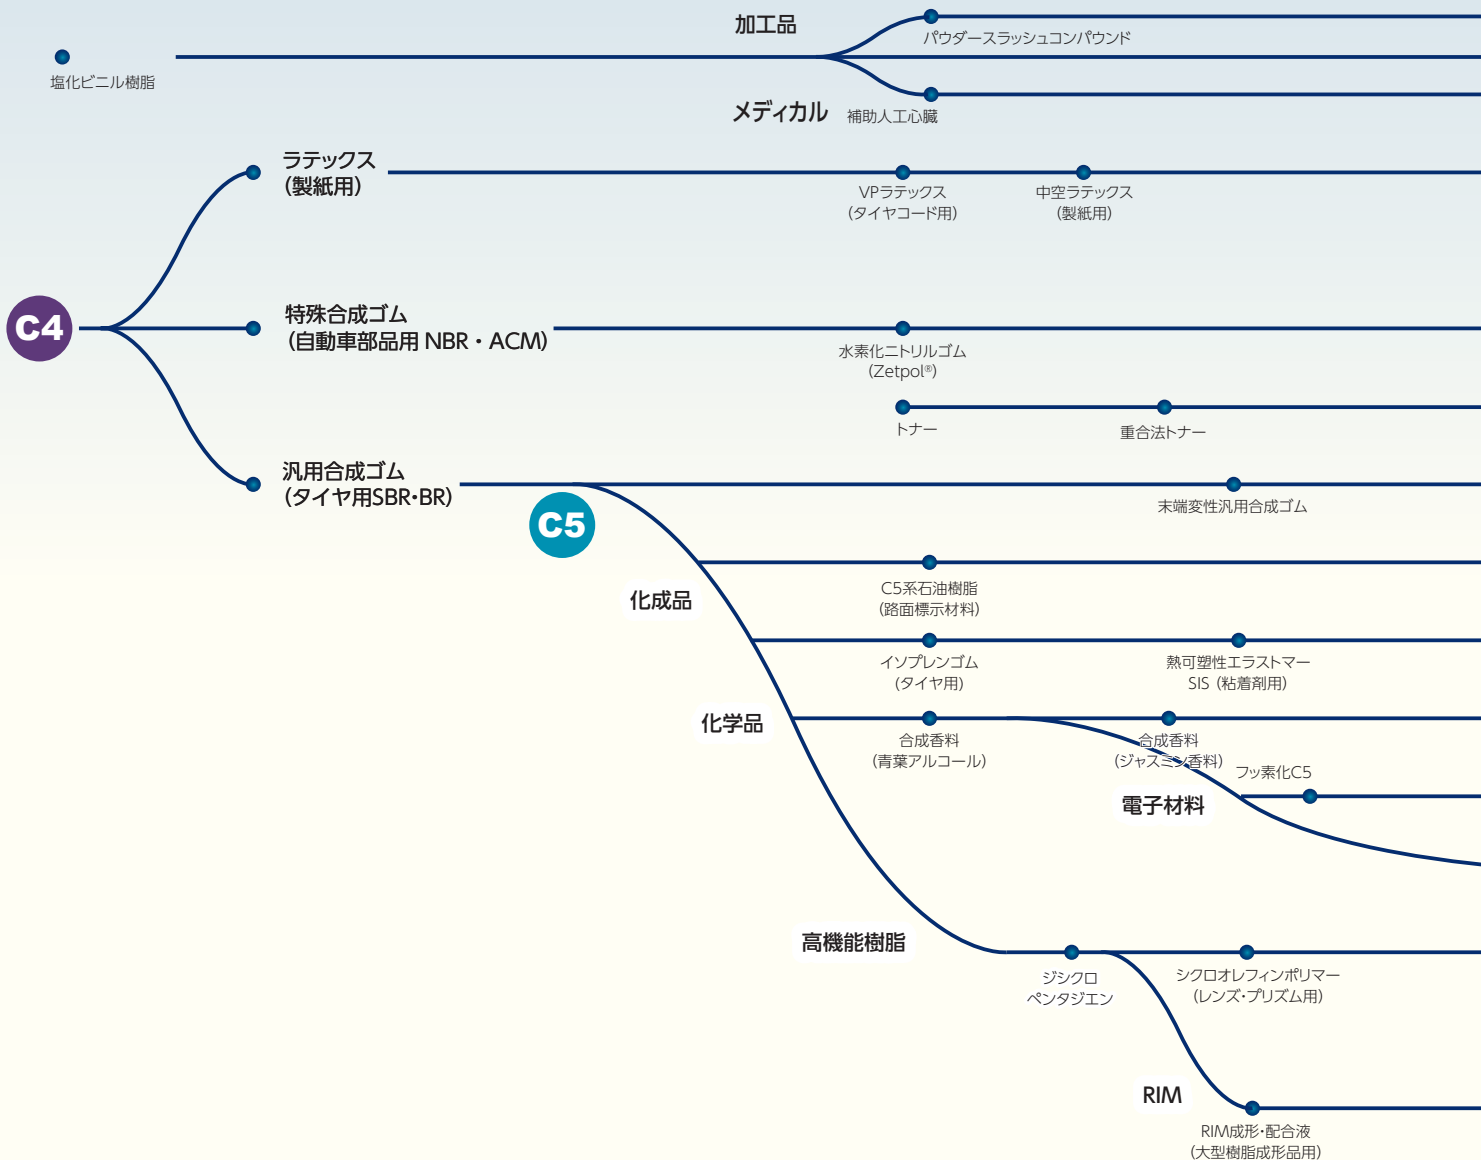 加工品
パウダースラッシュコンパウンド
塩化ビニル樹脂
メディカル
補助人工心臓
ラテックス
(製紙用)
VPラテックス
(タイヤコード用)
中空ラテックス
(製紙用)
C4
特殊合成ゴム
(自動車部品用 NBR・ACM)
水素化ニトリルゴム
(Zetpol®)
トナー
重合法トナー
汎用合成ゴム
(タイヤ用SBR・BR)
C5
末端変性汎用合成ゴム
化成品
C5系石油樹脂
(路面標示材料)
イソプレンゴム
(タイヤ用)
熱可塑性エラストマー
SIS (粘着剤用)
化学品
合成香料
(青葉アルコール)
合成香料
(ジャスミン香料)
フッ素化C5
電子材料
高機能樹脂
ジシクロ
ペンタジエン
シクロオレフィンポリマー
(レンズ・プリズム用)
RIM
RIM成形・配合液
(大型樹脂成形品用)